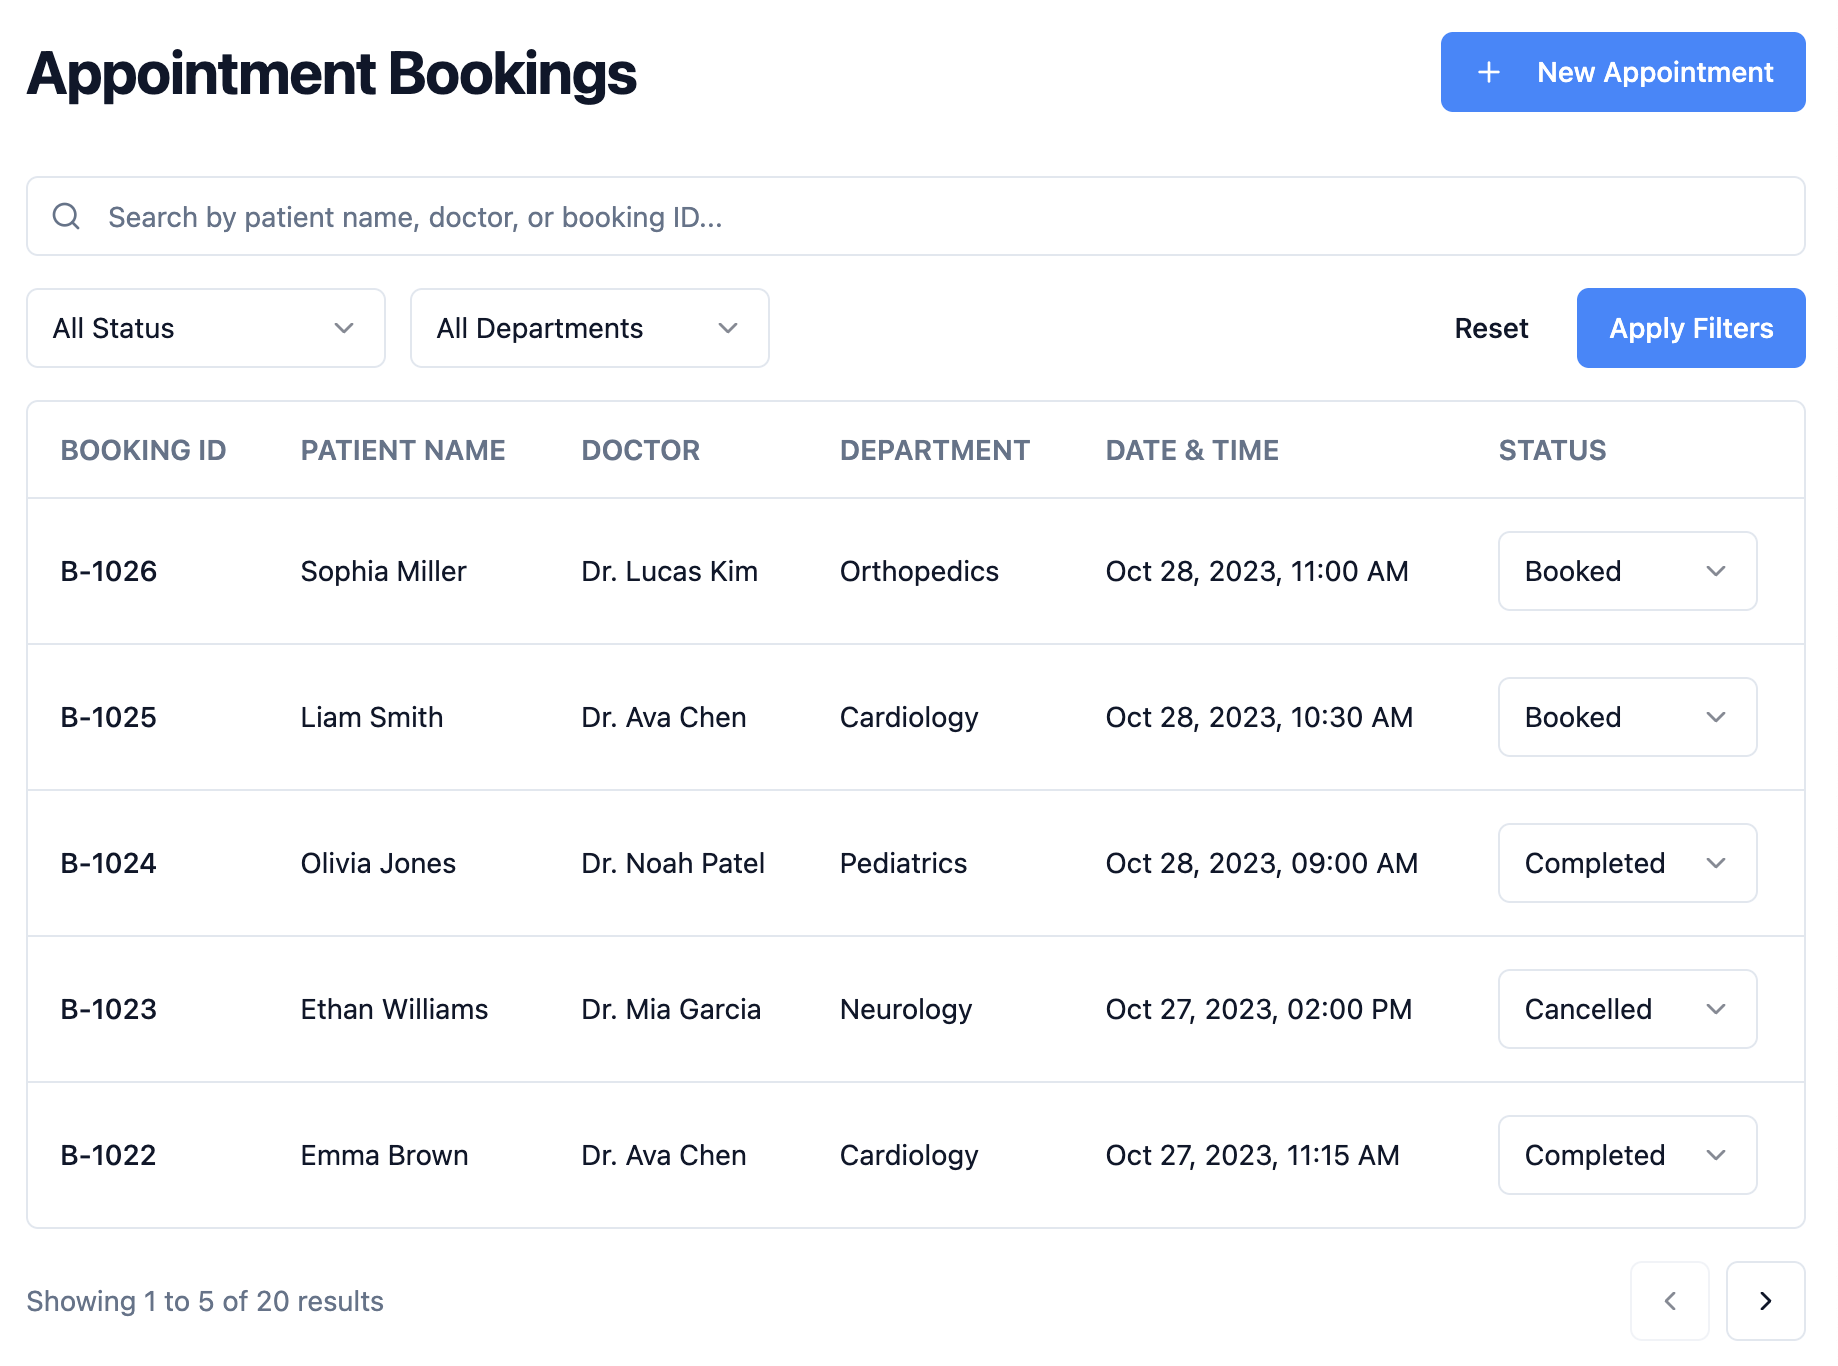 Appointment Bookings
New Appointment
Search by patient name, doctor, or booking ID...
All Status
All Departments
Reset
Apply Filters
BOOKING ID PATIENT NAME DOCTOR DEPARTMENT DATE & TIME STATUS
B-1026 Sophia Miller Dr. Lucas Kim Orthopedics Oct 28, 2023, 11:00 AM Booked
B-1025 Liam Smith Dr. Ava Chen Cardiology Oct 28, 2023, 10:30 AM Booked
B-1024 Olivia Jones Dr. Noah Patel Pediatrics Oct 28, 2023, 09:00 AM Completed
B-1023 Ethan Williams Dr. Mia Garcia Neurology Oct 27, 2023, 02:00 PM Cancelled
B-1022 Emma Brown Dr. Ava Chen Cardiology Oct 27, 2023, 11:15 AM Completed
Showing 1 to 5 of 20 results